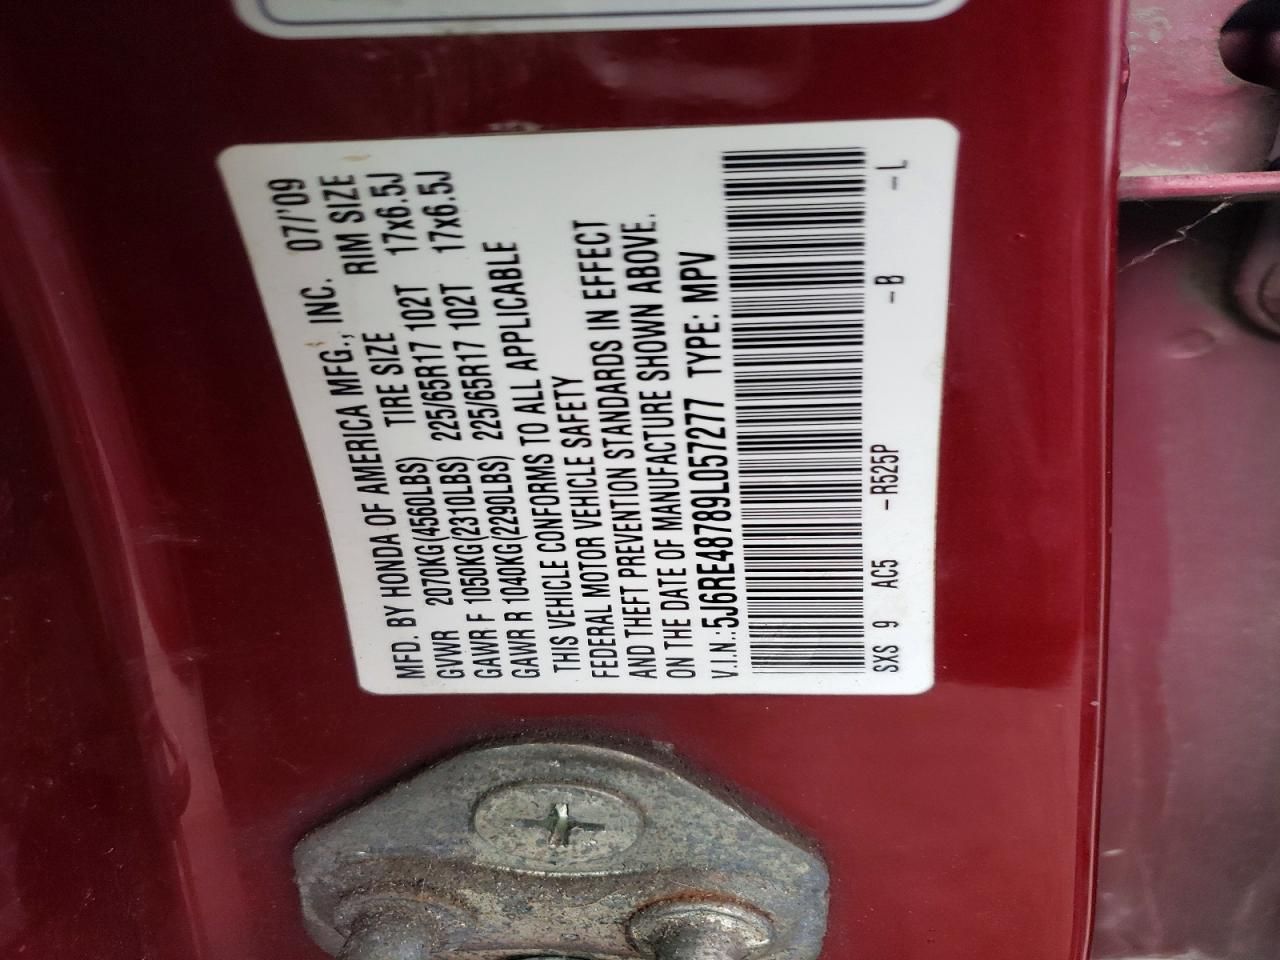 MFD. BY HONDA OF AMERICA MFG., INC. 07/'09
GVWR 2070KG(4560LBS) TIRE SIZE RIM SIZE
GAWR F 1050KG(2310LBS) 225/65R17 102T 17x6.5J
GAWR R 1040KG(2290LBS) 225/65R17 102T 17x6.5J
THIS VEHICLE CONFORMS TO ALL APPLICABLE
FEDERAL MOTOR VEHICLE SAFETY
AND THEFT PREVENTION STANDARDS IN EFFECT
ON THE DATE OF MANUFACTURE SHOWN ABOVE.
V.I.N.:5J6RE48789L057277 TYPE: MPV
SXS 9 AC5 -R525P -B -L